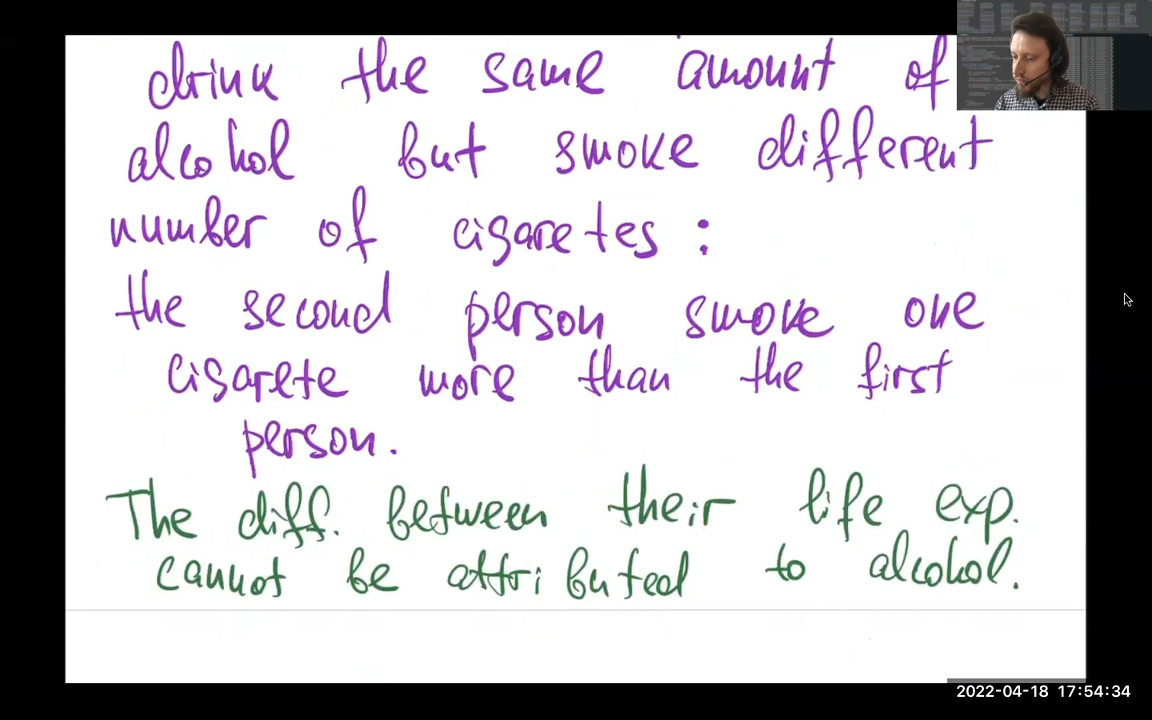 drink the same amount of
alcohol but smoke different
number of cigaretes :
the second person smoke one
cigarete more than the first
person.
The diff. between their life exp.
cannot be attributed to alcohol.
2022-04-18 17:54:34